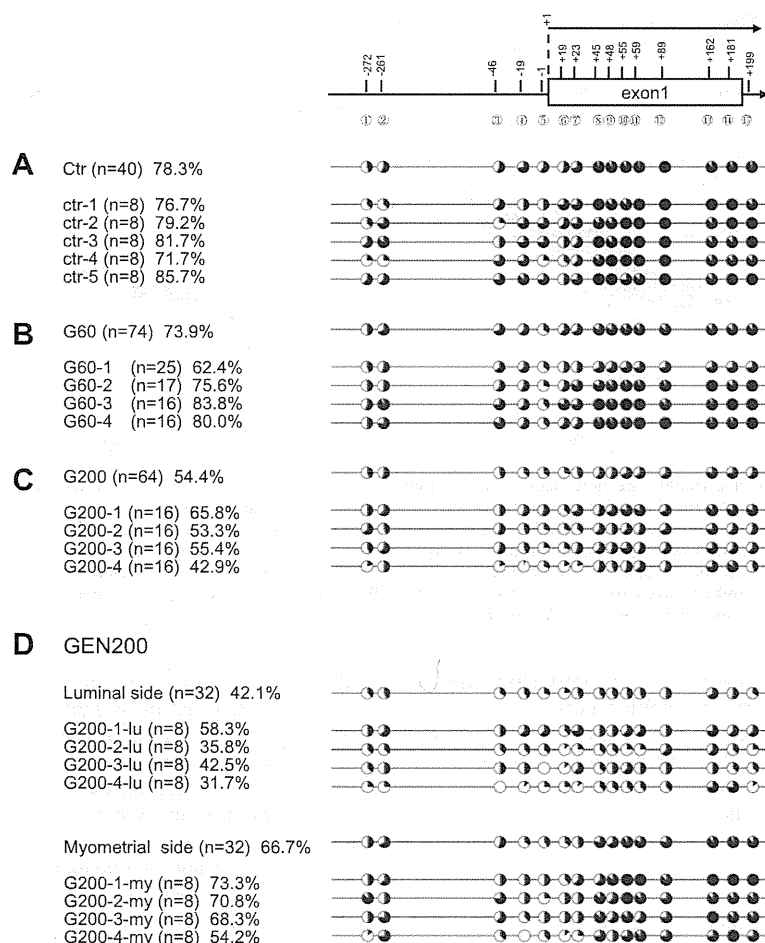 +1
-272 -261 -46 -19 -1 +19 +23 +45 +48 +55 +59 +89 +162 +181 +199
exon1
① ② ③ ④ ⑤ ⑥ ⑦ ⑧ ⑨ ⑩ ⑪ ⑫ ⑬ ⑭ ⑮
A
Ctr (n=40) 78.3%
ctr-1 (n=8) 76.7%
ctr-2 (n=8) 79.2%
ctr-3 (n=8) 81.7%
ctr-4 (n=8) 71.7%
ctr-5 (n=8) 85.7%
B
G60 (n=74) 73.9%
G60-1 (n=25) 62.4%
G60-2 (n=17) 75.6%
G60-3 (n=16) 83.8%
G60-4 (n=16) 80.0%
C
G200 (n=64) 54.4%
G200-1 (n=16) 65.8%
G200-2 (n=16) 53.3%
G200-3 (n=16) 55.4%
G200-4 (n=16) 42.9%
D GEN200
Luminal side (n=32) 42.1%
G200-1-lu (n=8) 58.3%
G200-2-lu (n=8) 35.8%
G200-3-lu (n=8) 42.5%
G200-4-lu (n=8) 31.7%
Myometrial side (n=32) 66.7%
G200-1-my (n=8) 73.3%
G200-2-my (n=8) 70.8%
G200-3-my (n=8) 68.3%
G200-4-my (n=8) 54.2%